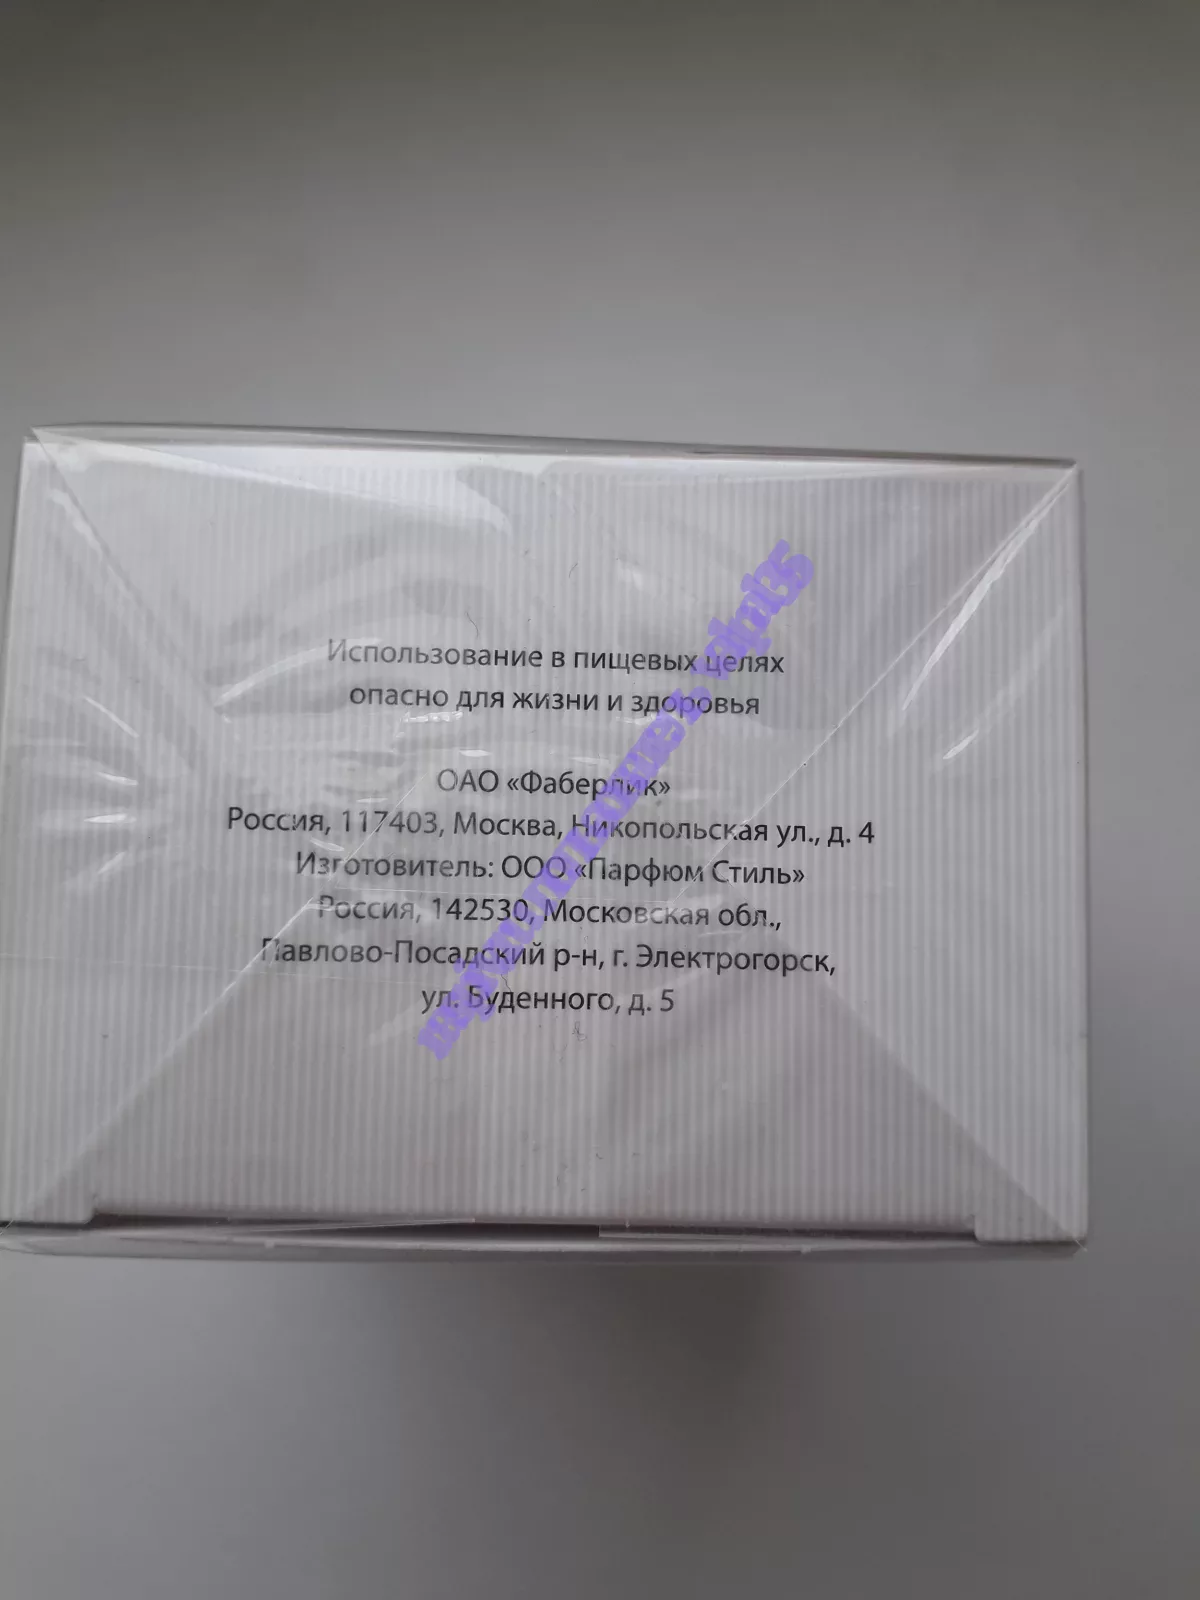 Использование в пищевых целях
опасно для жизни и здоровья
ОАО «Фаберлик»
Россия, 117403, Москва, Никопольская ул., д. 4
Изготовитель: ООО «Парфюм Стиль»
Россия, 142530, Московская обл.,
Павлово-Посадский р-н, г. Электрогорск,
ул. Буденного, д. 5